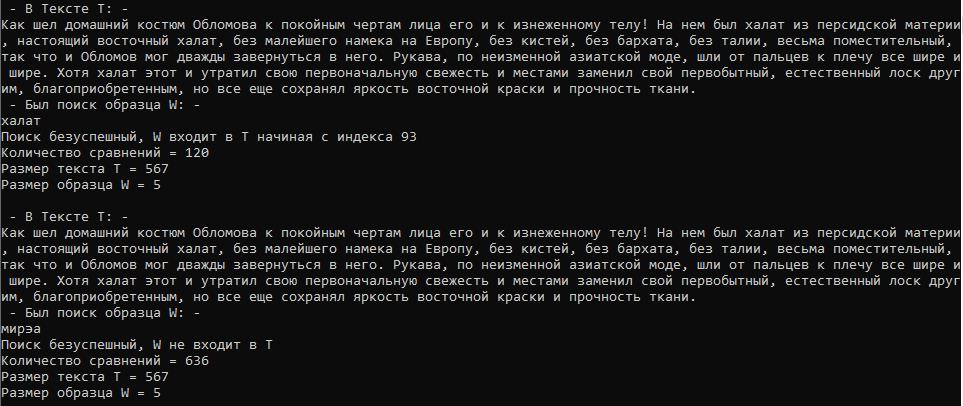 - В Тексте T: -
Как шел домашний костюм Обломова к покойным чертам лица его и к изнеженному телу! На нем был халат из персидской материи
, настоящий восточный халат, без малейшего намека на Европу, без кистей, без бархата, без талии, весьма поместительный,
так что и Обломов мог дважды завернуться в него. Рукава, по неизменной азиатской моде, шли от пальцев к плечу все шире и
шире. Хотя халат этот и утратил свою первоначальную свежесть и местами заменил свой первобытный, естественный лоск друг
им, благоприобретенным, но все еще сохранял яркость восточной краски и прочность ткани.
- Был поиск образца W: -
халат
Поиск безуспешный, W входит в T начиная с индекса 93
Количество сравнений = 120
Размер текста T = 567
Размер образца W = 5
- В Тексте T: -
Как шел домашний костюм Обломова к покойным чертам лица его и к изнеженному телу! На нем был халат из персидской материи
, настоящий восточный халат, без малейшего намека на Европу, без кистей, без бархата, без талии, весьма поместительный,
так что и Обломов мог дважды завернуться в него. Рукава, по неизменной азиатской моде, шли от пальцев к плечу все шире и
шире. Хотя халат этот и утратил свою первоначальную свежесть и местами заменил свой первобытный, естественный лоск друг
им, благоприобретенным, но все еще сохранял яркость восточной краски и прочность ткани.
- Был поиск образца W: -
мирэа
Поиск безуспешный, W не входит в T
Количество сравнений = 636
Размер текста T = 567
Размер образца W = 5